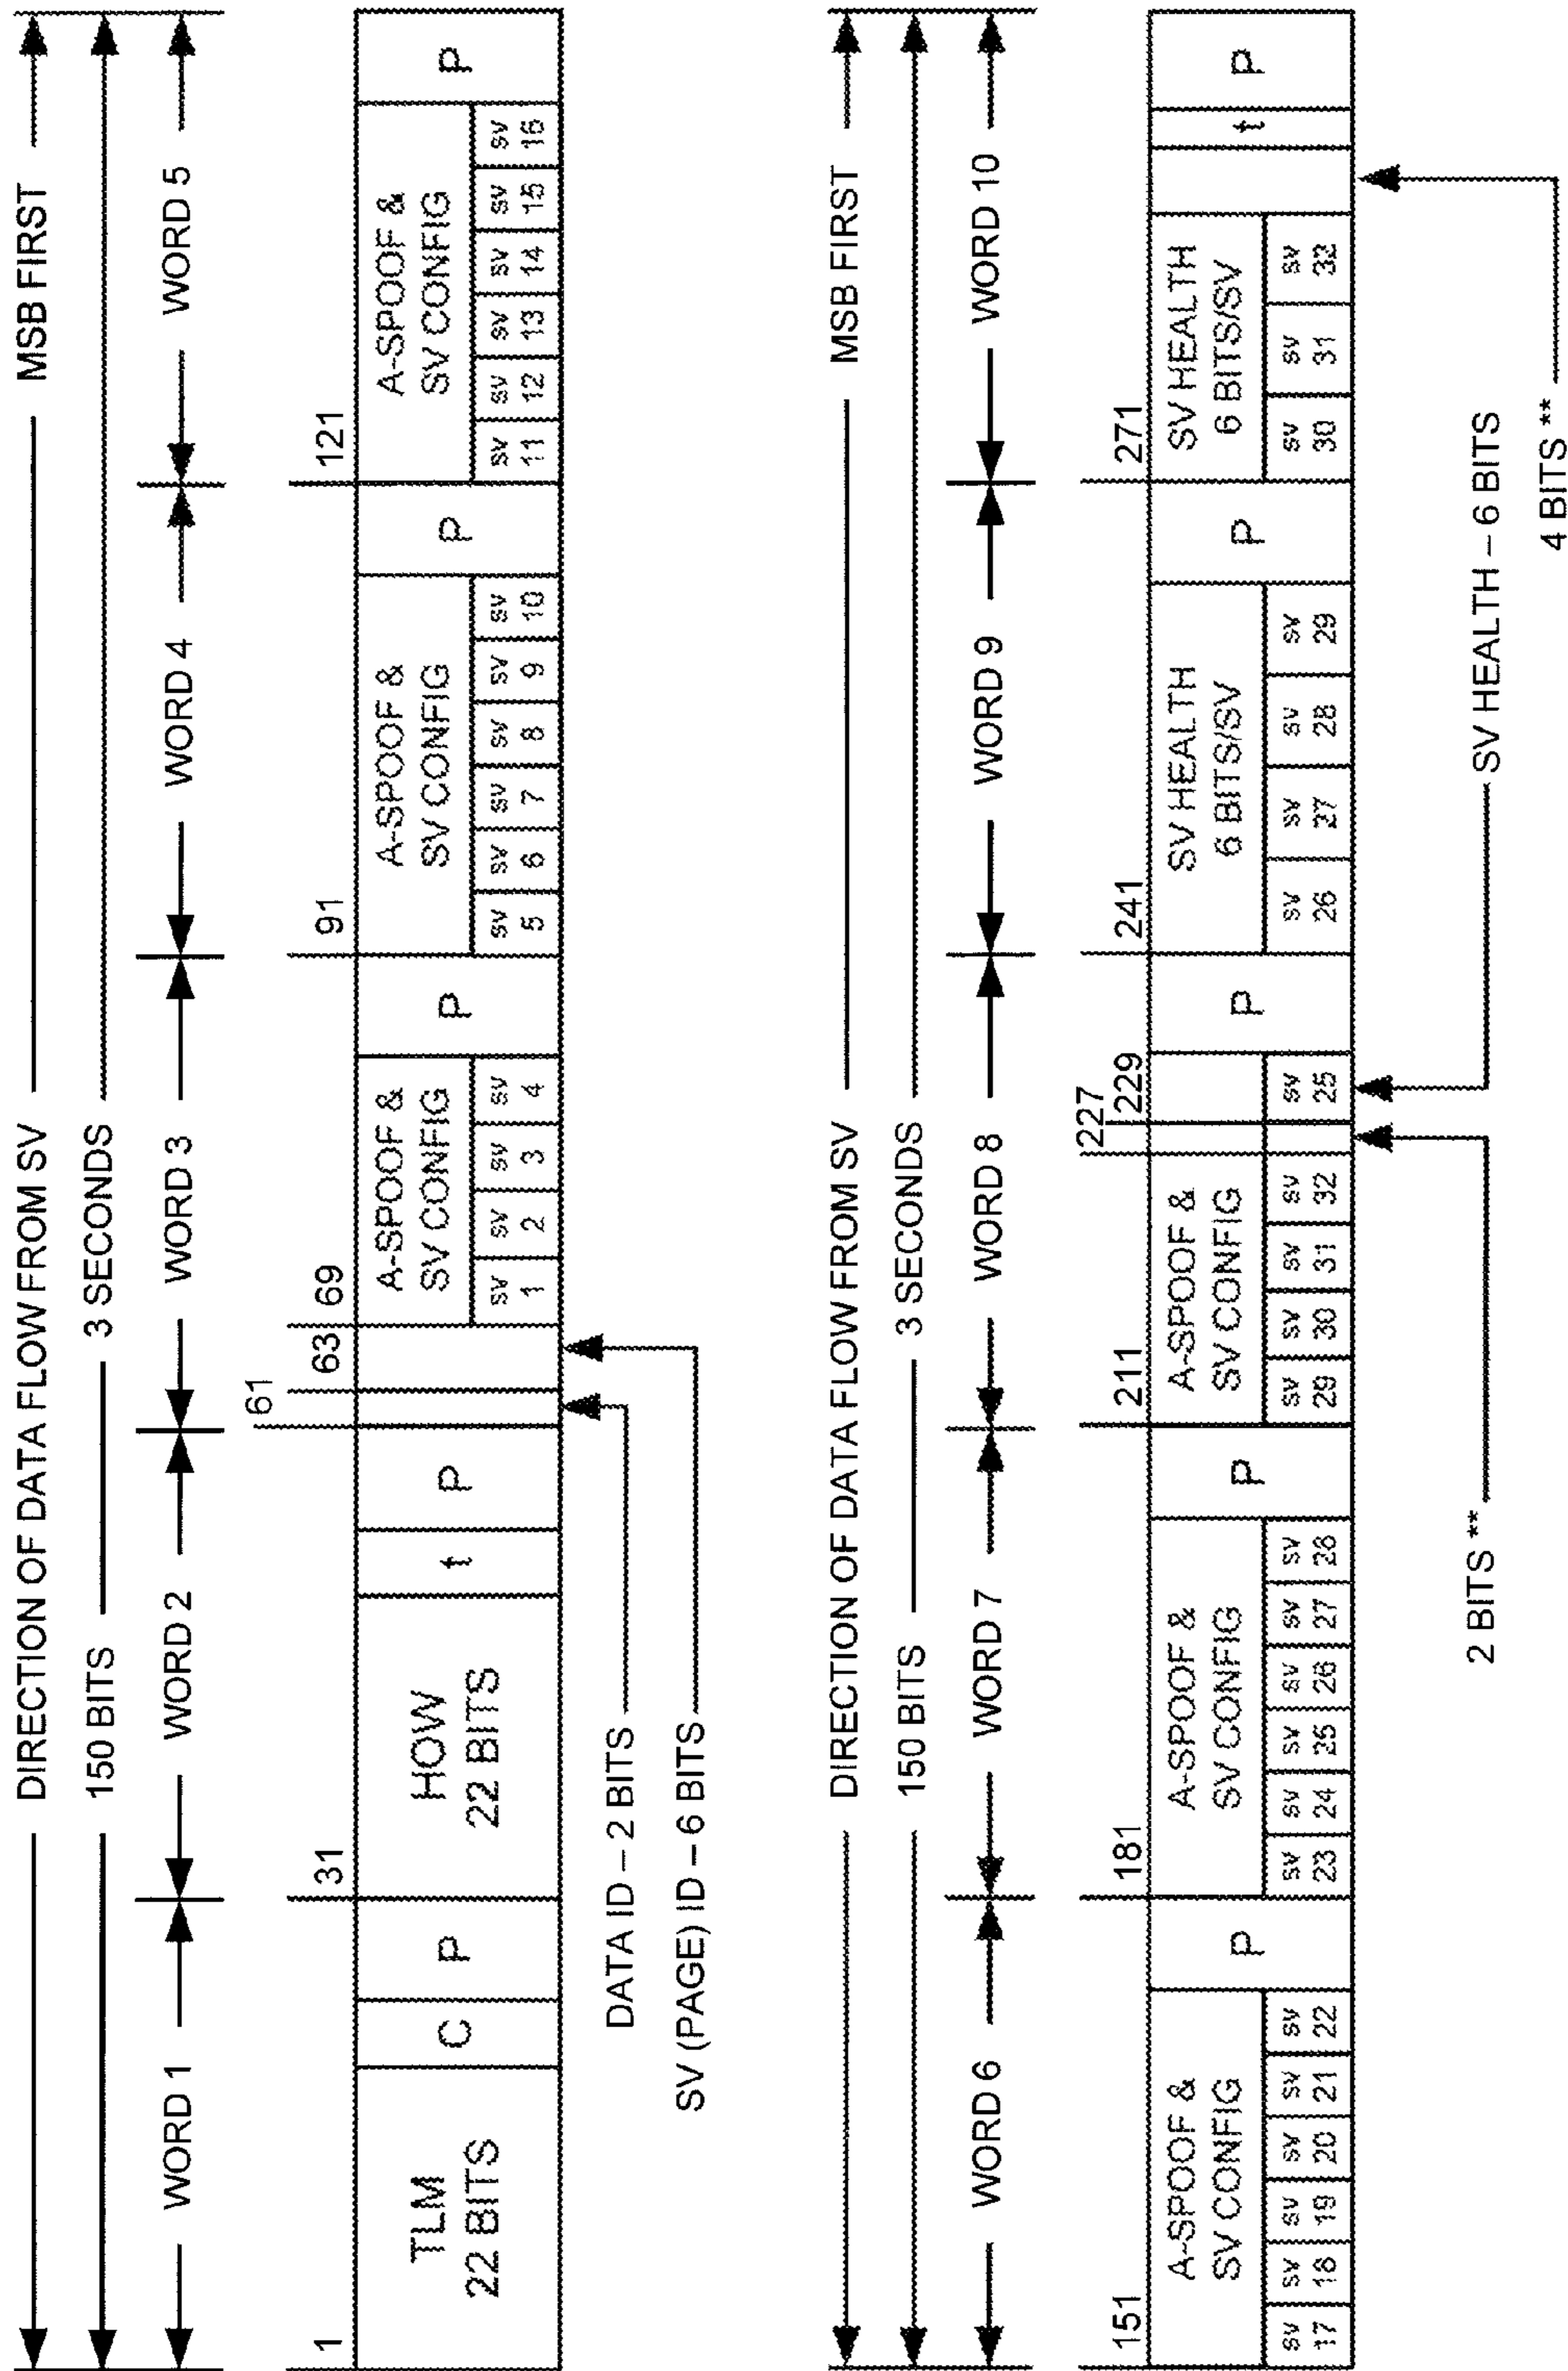 DIRECTION OF DATA FLOW FROM SV MSB FIRST
150 BITS 3 SECONDS
WORD 1 WORD 2 WORD 3 WORD 4 WORD 5
61
1 31 63 69 91 121
TLM
22 BITS
C
P
HOW
22 BITS
t
P
A-SPOOF &
SV CONFIG
SV 1 SV 2 SV 3 SV 4
P
A-SPOOF &
SV CONFIG
SV 5 SV 6 SV 7 SV 8 SV 9 SV 10
P
A-SPOOF &
SV CONFIG
SV 11 SV 12 SV 13 SV 14 SV 15 SV 16
P
DATA ID – 2 BITS
SV (PAGE) ID – 6 BITS
DIRECTION OF DATA FLOW FROM SV MSB FIRST
150 BITS 3 SECONDS
WORD 6 WORD 7 WORD 8 WORD 9 WORD 10
227
151 181 211 229 241 271
A-SPOOF &
SV CONFIG
SV 17 SV 18 SV 19 SV 20 SV 21 SV 22
P
A-SPOOF &
SV CONFIG
SV 23 SV 24 SV 25 SV 26 SV 27 SV 28
P
A-SPOOF &
SV CONFIG
SV 29 SV 30 SV 31 SV 32
SV 25
P
SV HEALTH
6 BITS/SV
SV 26 SV 27 SV 28 SV 29
P
SV HEALTH
6 BITS/SV
SV 30 SV 31 SV 32
t
P
2 BITS **
SV HEALTH – 6 BITS
4 BITS **